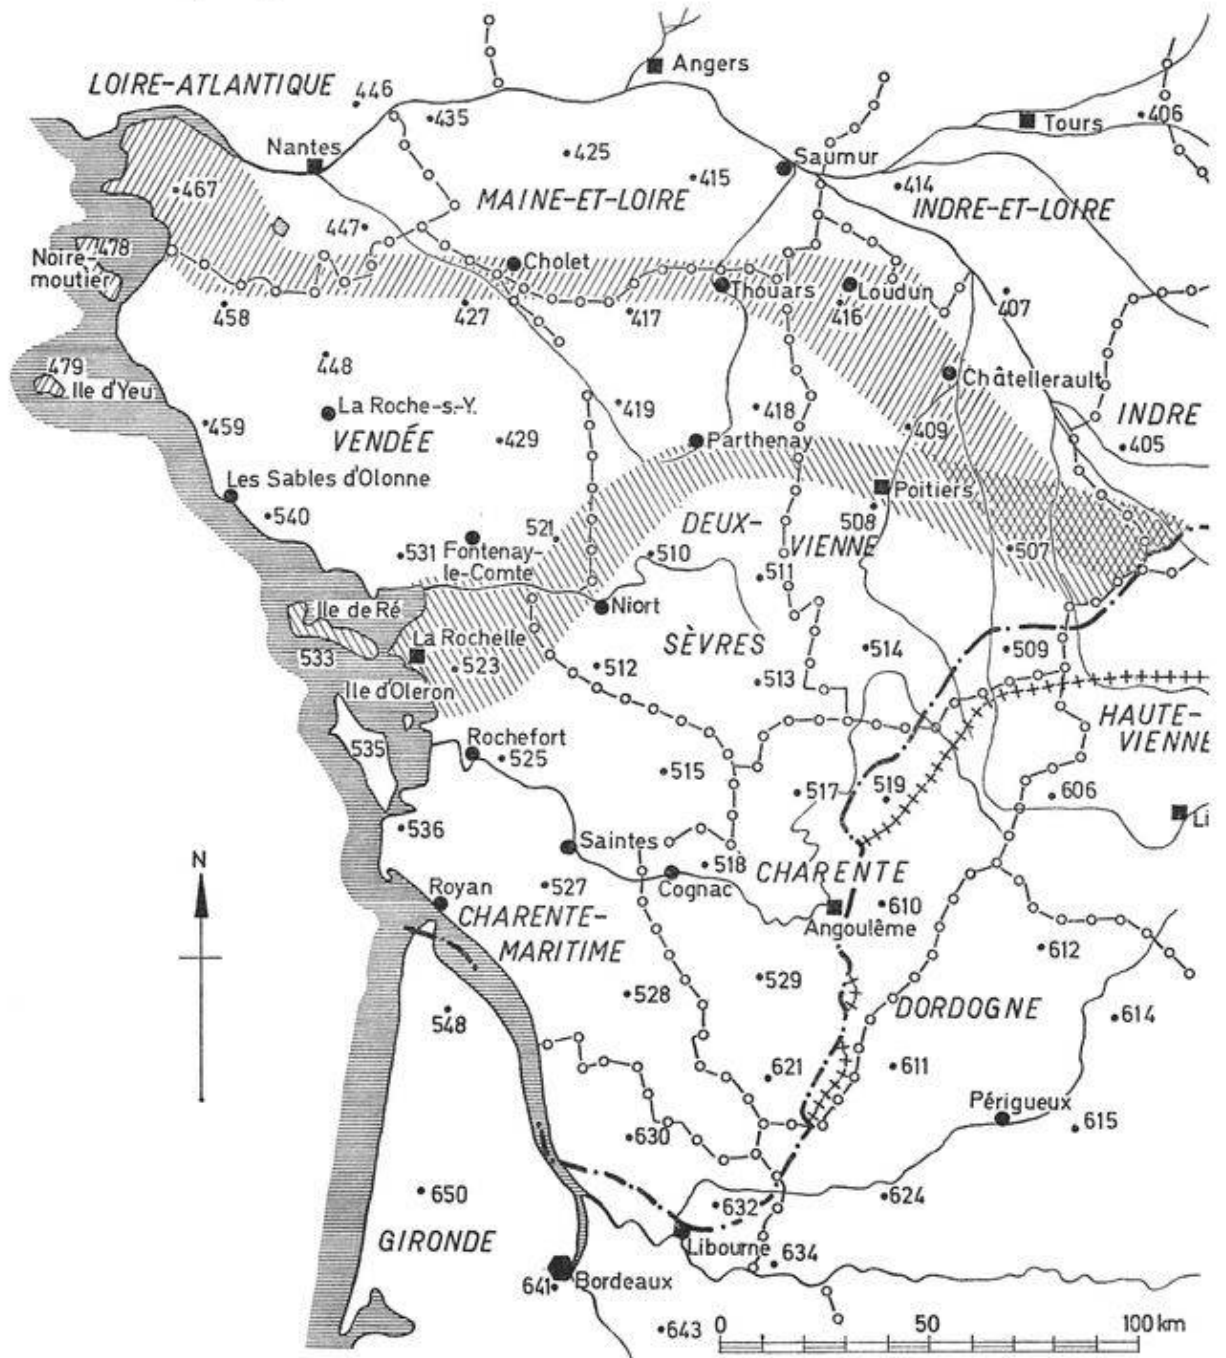 Angers
LOIRE-ATLANTIQUE
446
435
406
Tours
Nantes
425
Saumur
415
414
467
MAINE-ET-LOIRE
INDRE-ET-LOIRE
447
478
Noire-
moutier
Cholet
Thouars
Loudun
458
427
417
416
407
448
479
Ile d'Yeu
Châtellerault
La Roche-s.-Y.
419
418
INDRE
459
VENDÉE
429
409
405
Parthenay
Les Sables d'Olonne
Poitiers
540
521
DEUX-
508
531
Fontenay-
le-Comte
510
VIENNE
507
511
Ile de Ré
Niort
La Rochelle
SÈVRES
514
509
533
523
512
513
Ile d'Oleron
HAUTE-
VIENNE
Rochefort
535
525
515
517
519
606
Li
536
Saintes
N
518
CHARENTE
527
Cognac
Royan
610
CHARENTE-
MARITIME
Angoulême
612
528
529
DORDOGNE
548
614
621
611
Périgueux
630
615
650
632
624
GIRONDE
Libourne
634
641
Bordeaux
643
0
50
100 km